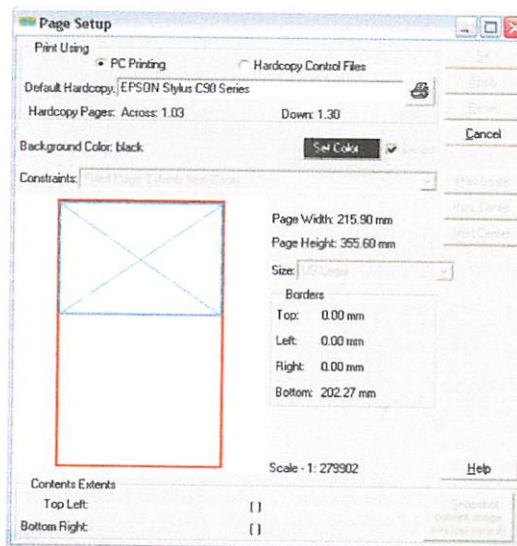 Page Setup
Print Using
PC Printing
Hardcopy Control Files
Default Hardcopy: EPSON Stylus C90 Series
Hardcopy Pages: Across: 1.03 Down: 1.30
Background Color: black
Set Color
Cancel
Constraints:
Page Width: 215.90 mm
Page Height: 355.60 mm
Size: US Legal
Borders
Top: 0.00 mm
Left: 0.00 mm
Right: 0.00 mm
Bottom: 202.27 mm
Scale - 1: 279902
Help
Contents Extents
Top Left: [ ]
Bottom Right: [ ]